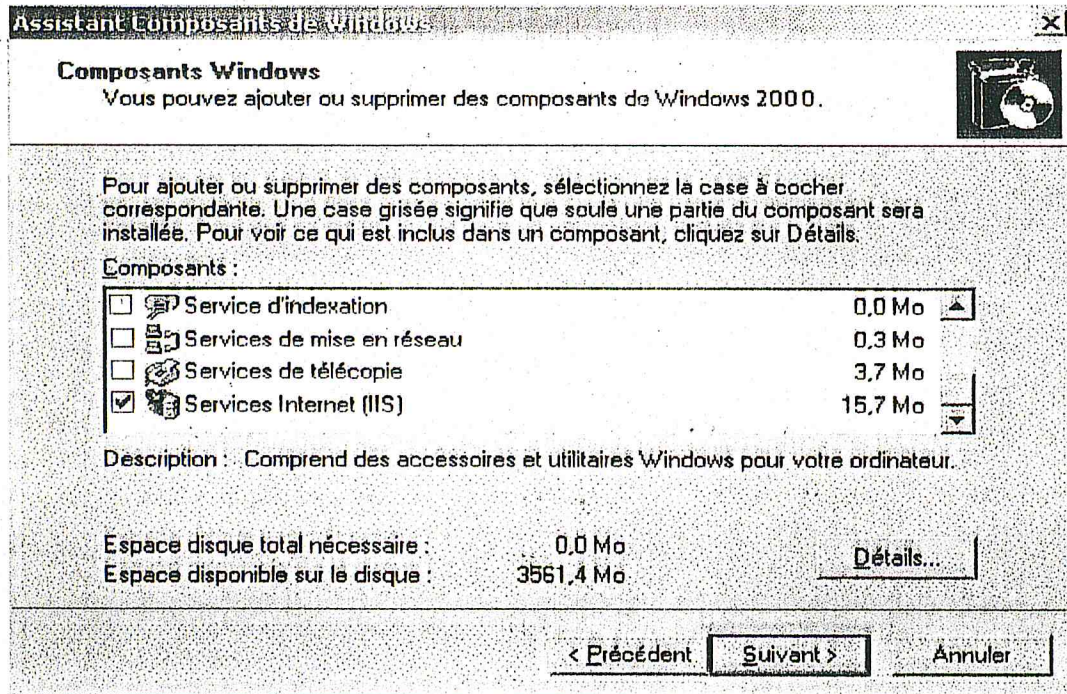 Assistant Composants de Windows
Composants Windows
Vous pouvez ajouter ou supprimer des composants de Windows 2000.
Pour ajouter ou supprimer des composants, sélectionnez la case à cocher
correspondante. Une case grisée signifie que seule une partie du composant sera
installée. Pour voir ce qui est inclus dans un composant, cliquez sur Détails.
Composants :
Service d'indexation 0,0 Mo
Services de mise en réseau 0,3 Mo
Services de télécopie 3,7 Mo
Services Internet (IIS) 15,7 Mo
Description : Comprend des accessoires et utilitaires Windows pour votre ordinateur.
Espace disque total nécessaire : 0,0 Mo
Espace disponible sur le disque : 3561,4 Mo
Détails...
< Précédent Suivant > Annuler